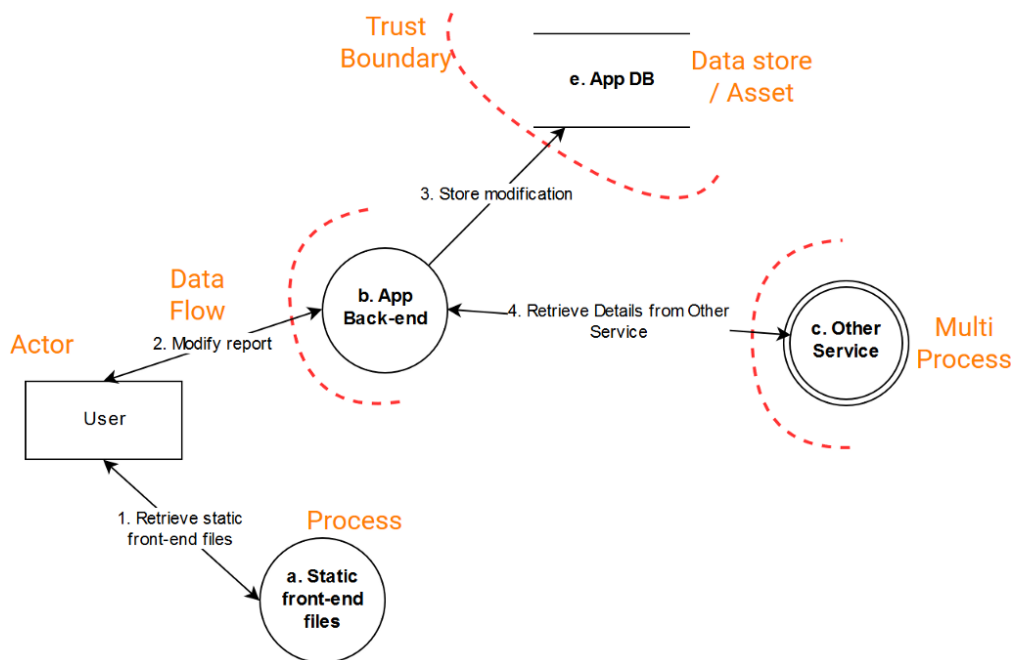 Trust
Boundary
e. App DB
Data store
/ Asset
3. Store modification
Data
Flow
b. App
Back-end
4. Retrieve Details from Other
Service
c. Other
Service
Multi
Process
Actor
2. Modify report
User
1. Retrieve static
front-end files
Process
a. Static
front-end
files